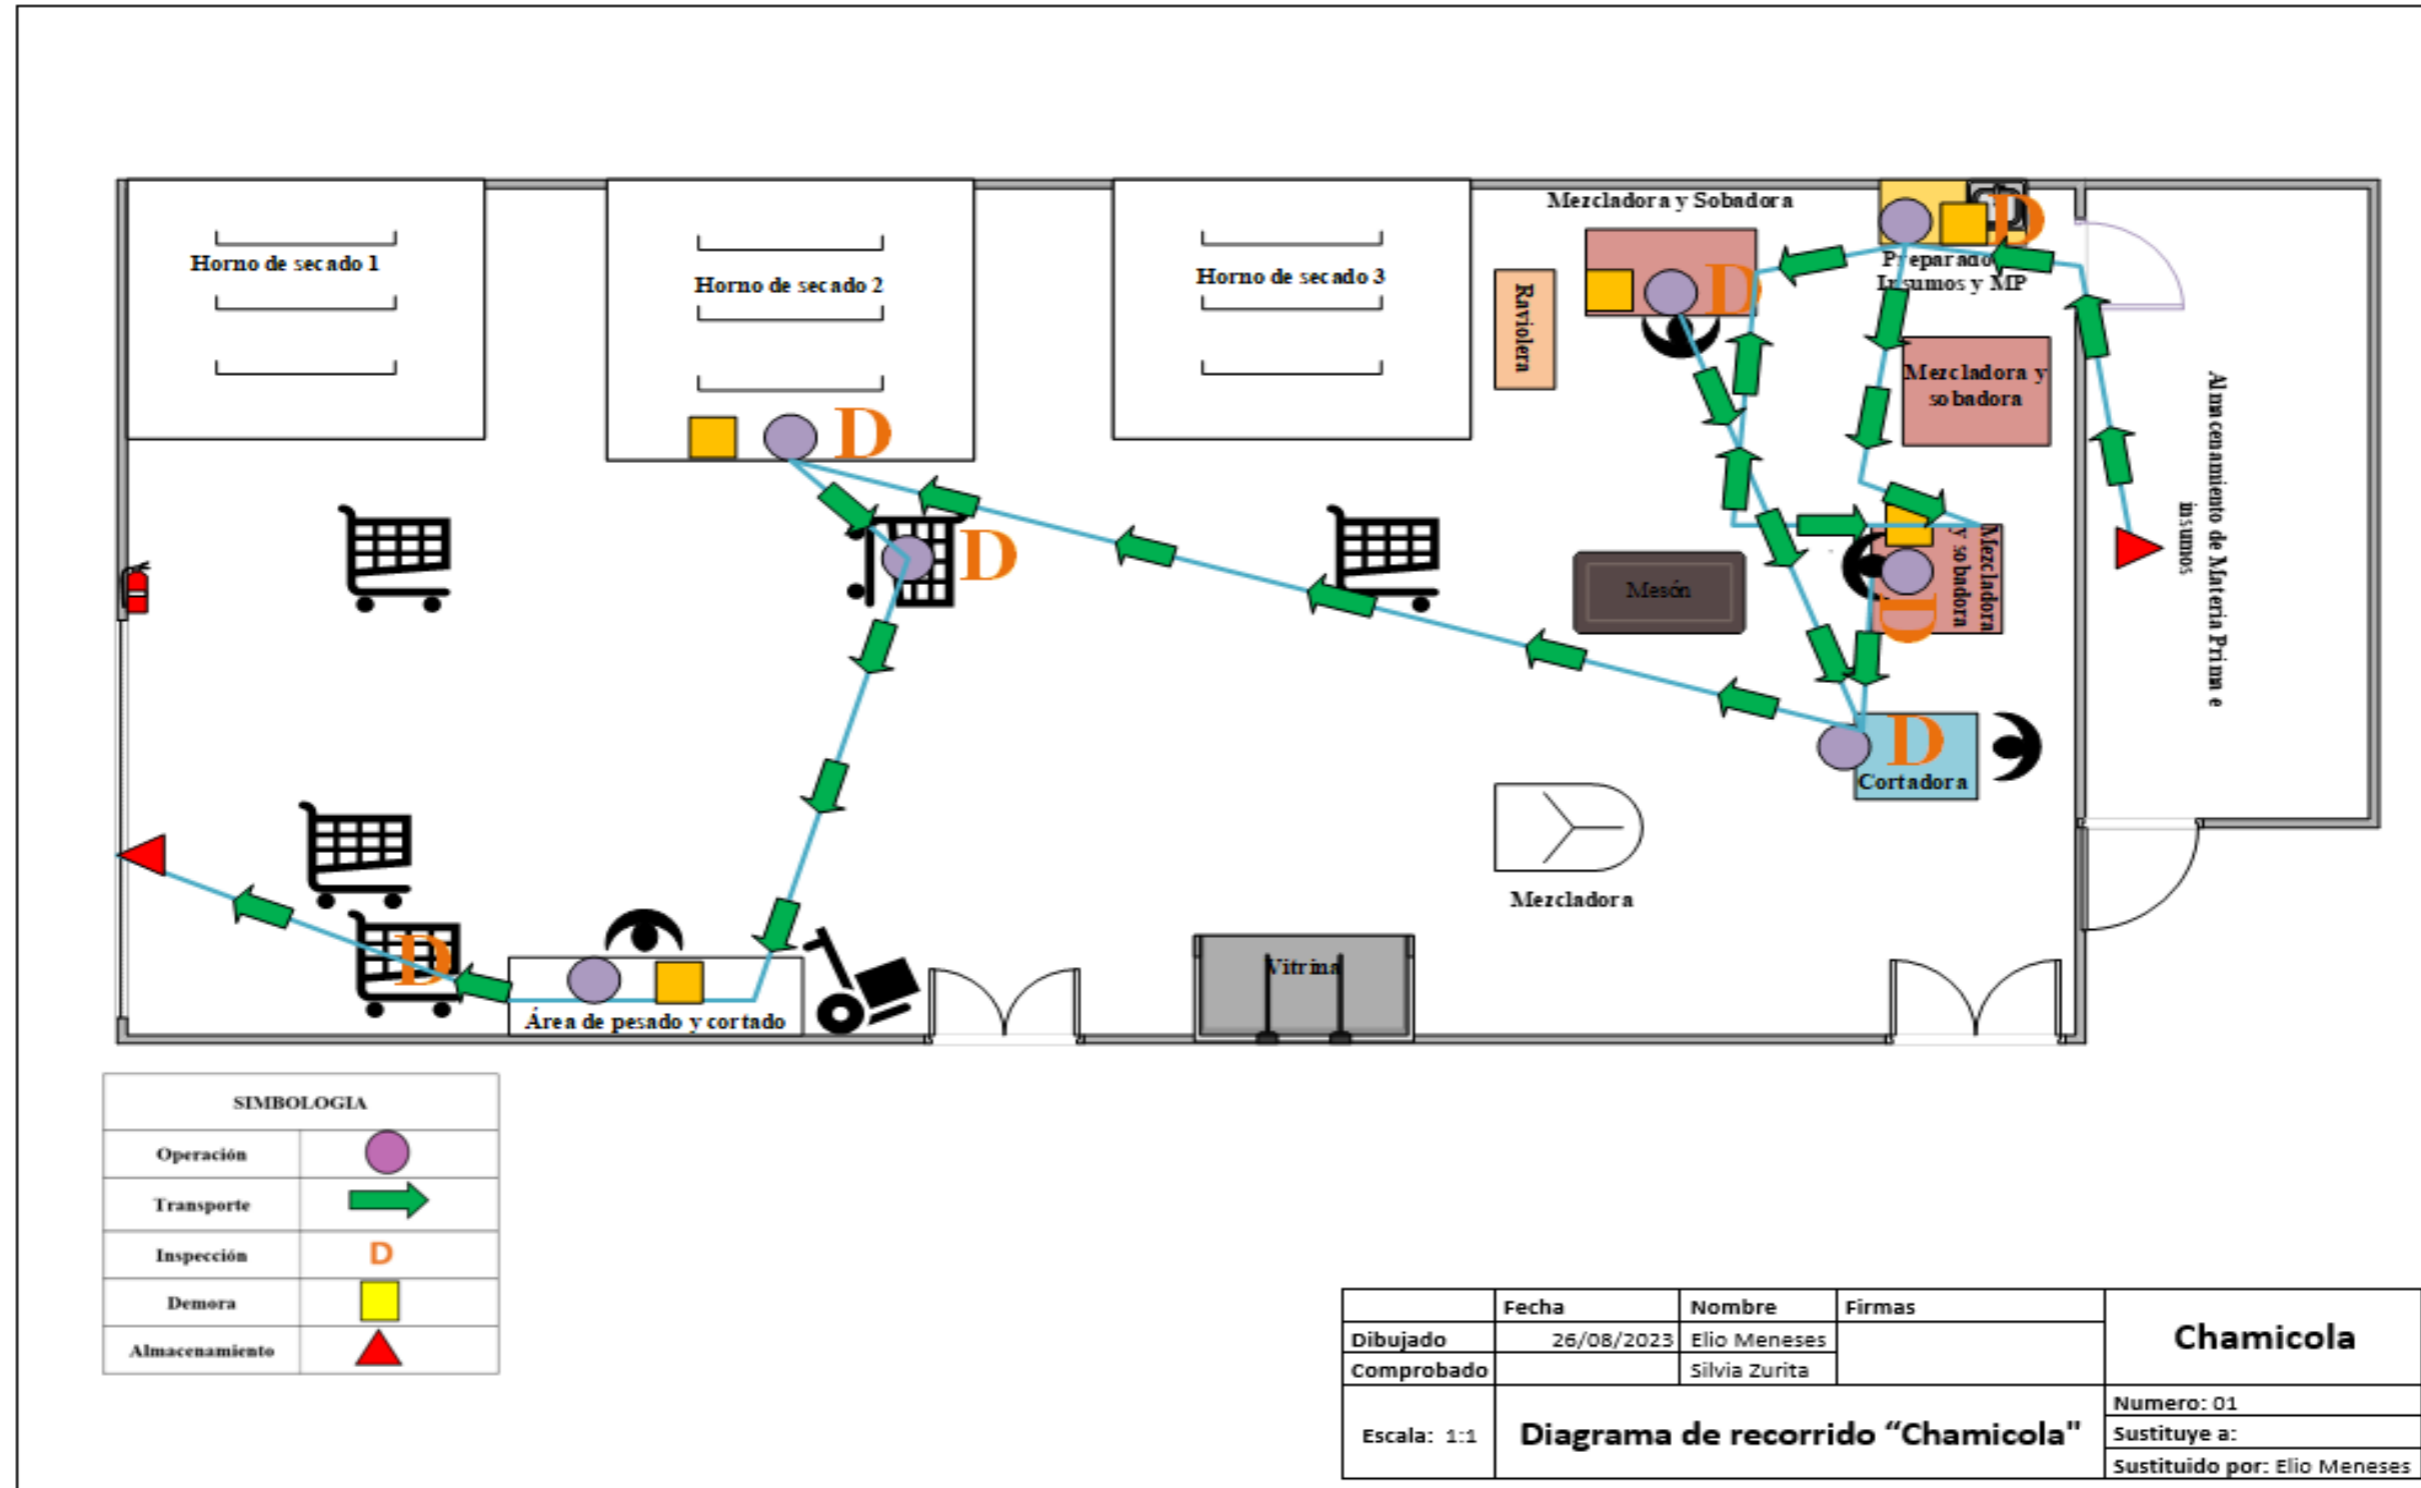 Mezcladora y Sobadora
Horno de secado 1
Horno de secado 2
Horno de secado 3
Raviolera
D
D
Preparado
Insumos y MP
Mezcladora y
sobadora
Almacenamiento de Materia Prima e
insumos
D
D
Mesón
Mezcladora
y sobadora
D
D
Cortadora
Mezcladora
D
Vitrina
Área de pesado y cortado
SIMBOLOGIA
Operación
Transporte
Inspección D
Demora
Almacenamiento
Fecha Nombre Firmas
Dibujado 26/08/2023 Elio Meneses
Comprobado Silvia Zurita
Chamicola
Escala: 1:1
Diagrama de recorrido “Chamicola"
Numero: 01
Sustituye a:
Sustituido por: Elio Meneses